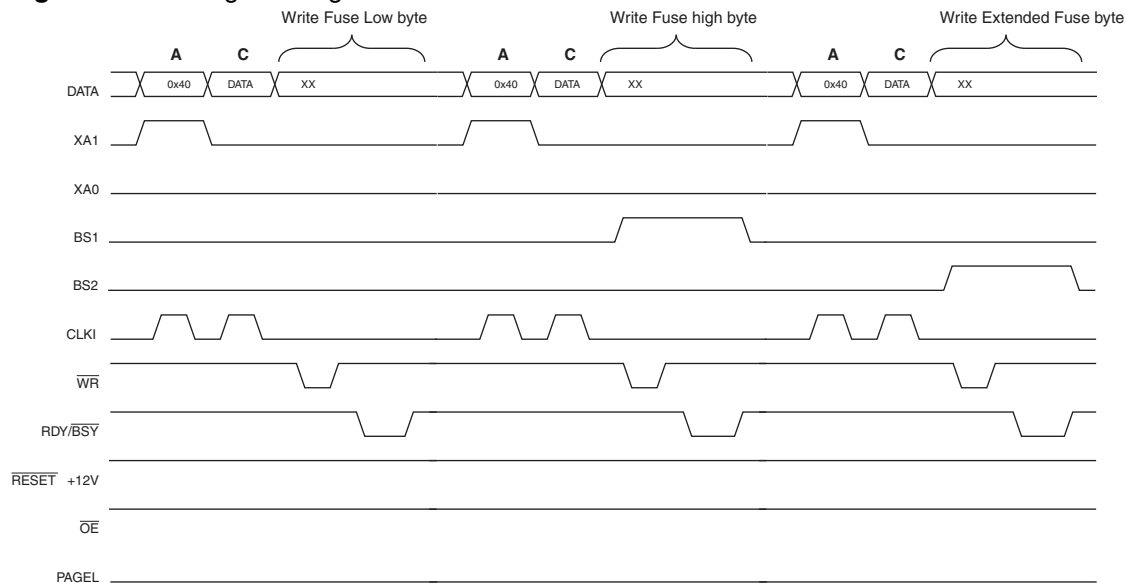 Write Fuse Low byte Write Fuse high byte Write Extended Fuse byte
A C A C A C
DATA 0x40 DATA XX 0x40 DATA XX 0x40 DATA XX
XA1
XA0
BS1
BS2
CLKI
WR
RDY/BSY
RESET +12V
OE
PAGEL